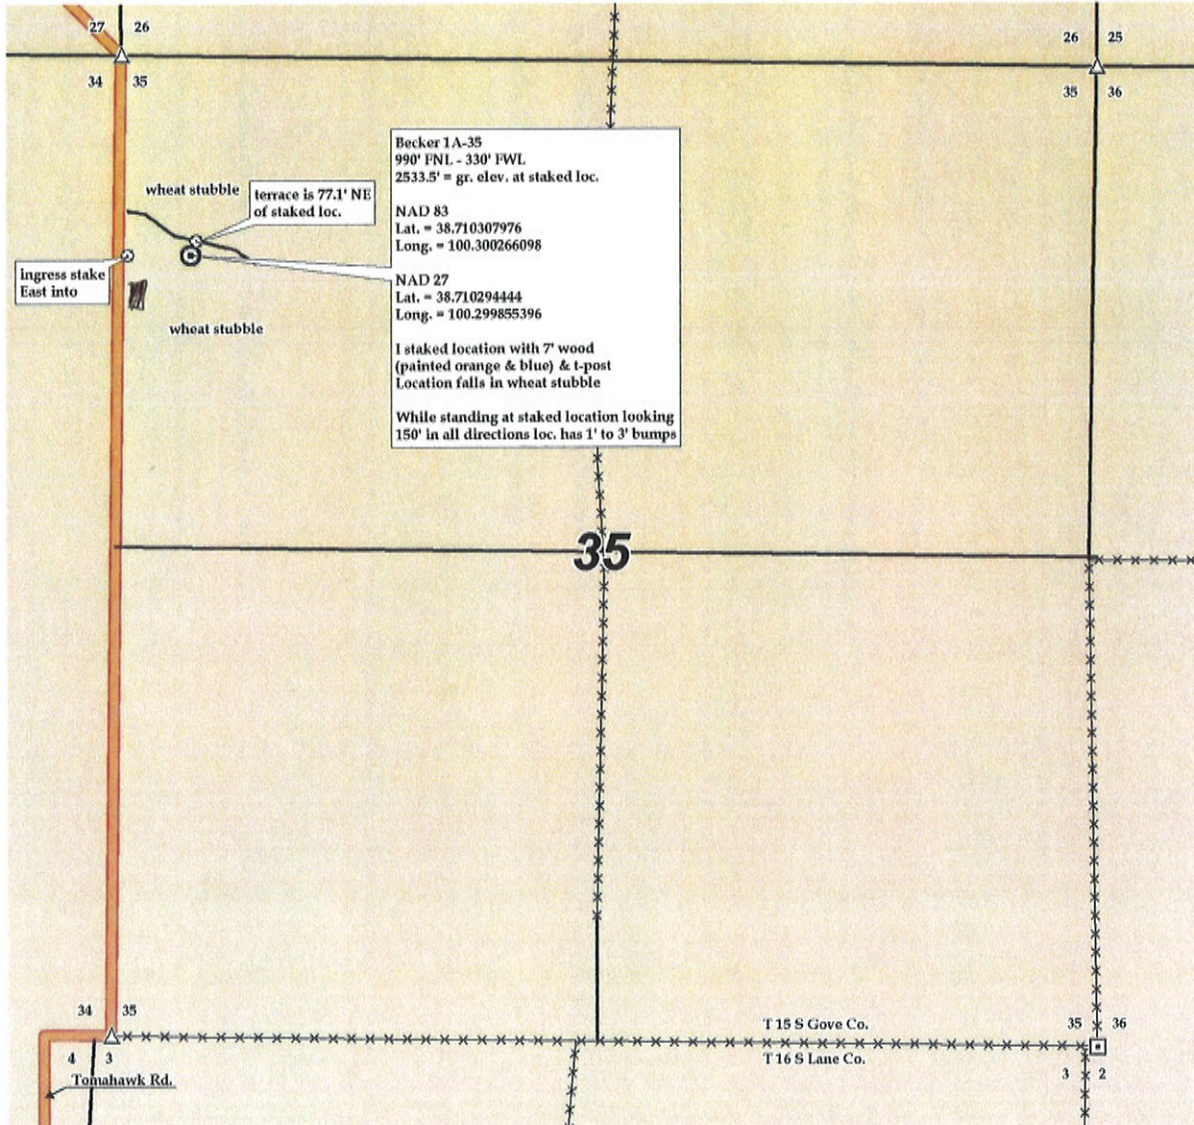 27 26
26 25
34 35
35 36
Becker 1A-35
990' FNL - 330' FWL
2533.5' = gr. elev. at staked loc.
NAD 83
Lat. = 38.710307976
Long. = 100.300266098
NAD 27
Lat. = 38.710294444
Long. = 100.299855396
I staked location with 7' wood
(painted orange & blue) & t-post
Location falls in wheat stubble
While standing at staked location looking
150' in all directions loc. has 1' to 3' bumps
wheat stubble
terrace is 77.1' NE
of staked loc.
ingress stake
East into
wheat stubble
35
34 35
T 15 S Gove Co.
35 36
4 3
T 16 S Lane Co.
3 2
Tomahawk Rd.